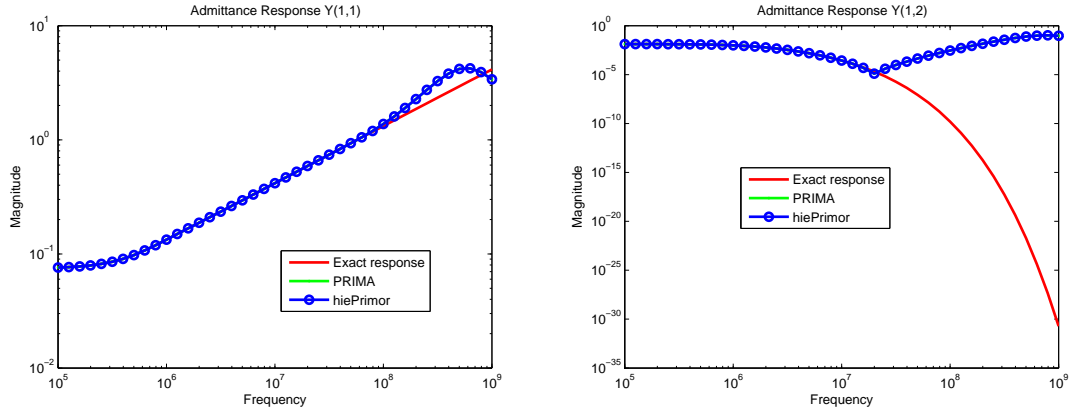 Admittance Response Y(1,1)
10^1
10^0
10^-1
10^-2
Magnitude
Exact response
PRIMA
hiePrimor
10^5
10^6
10^7
10^8
10^9
Frequency
Admittance Response Y(1,2)
10^0
10^-5
10^-10
10^-15
10^-20
10^-25
10^-30
10^-35
Magnitude
Exact response
PRIMA
hiePrimor
10^5
10^6
10^7
10^8
10^9
Frequency